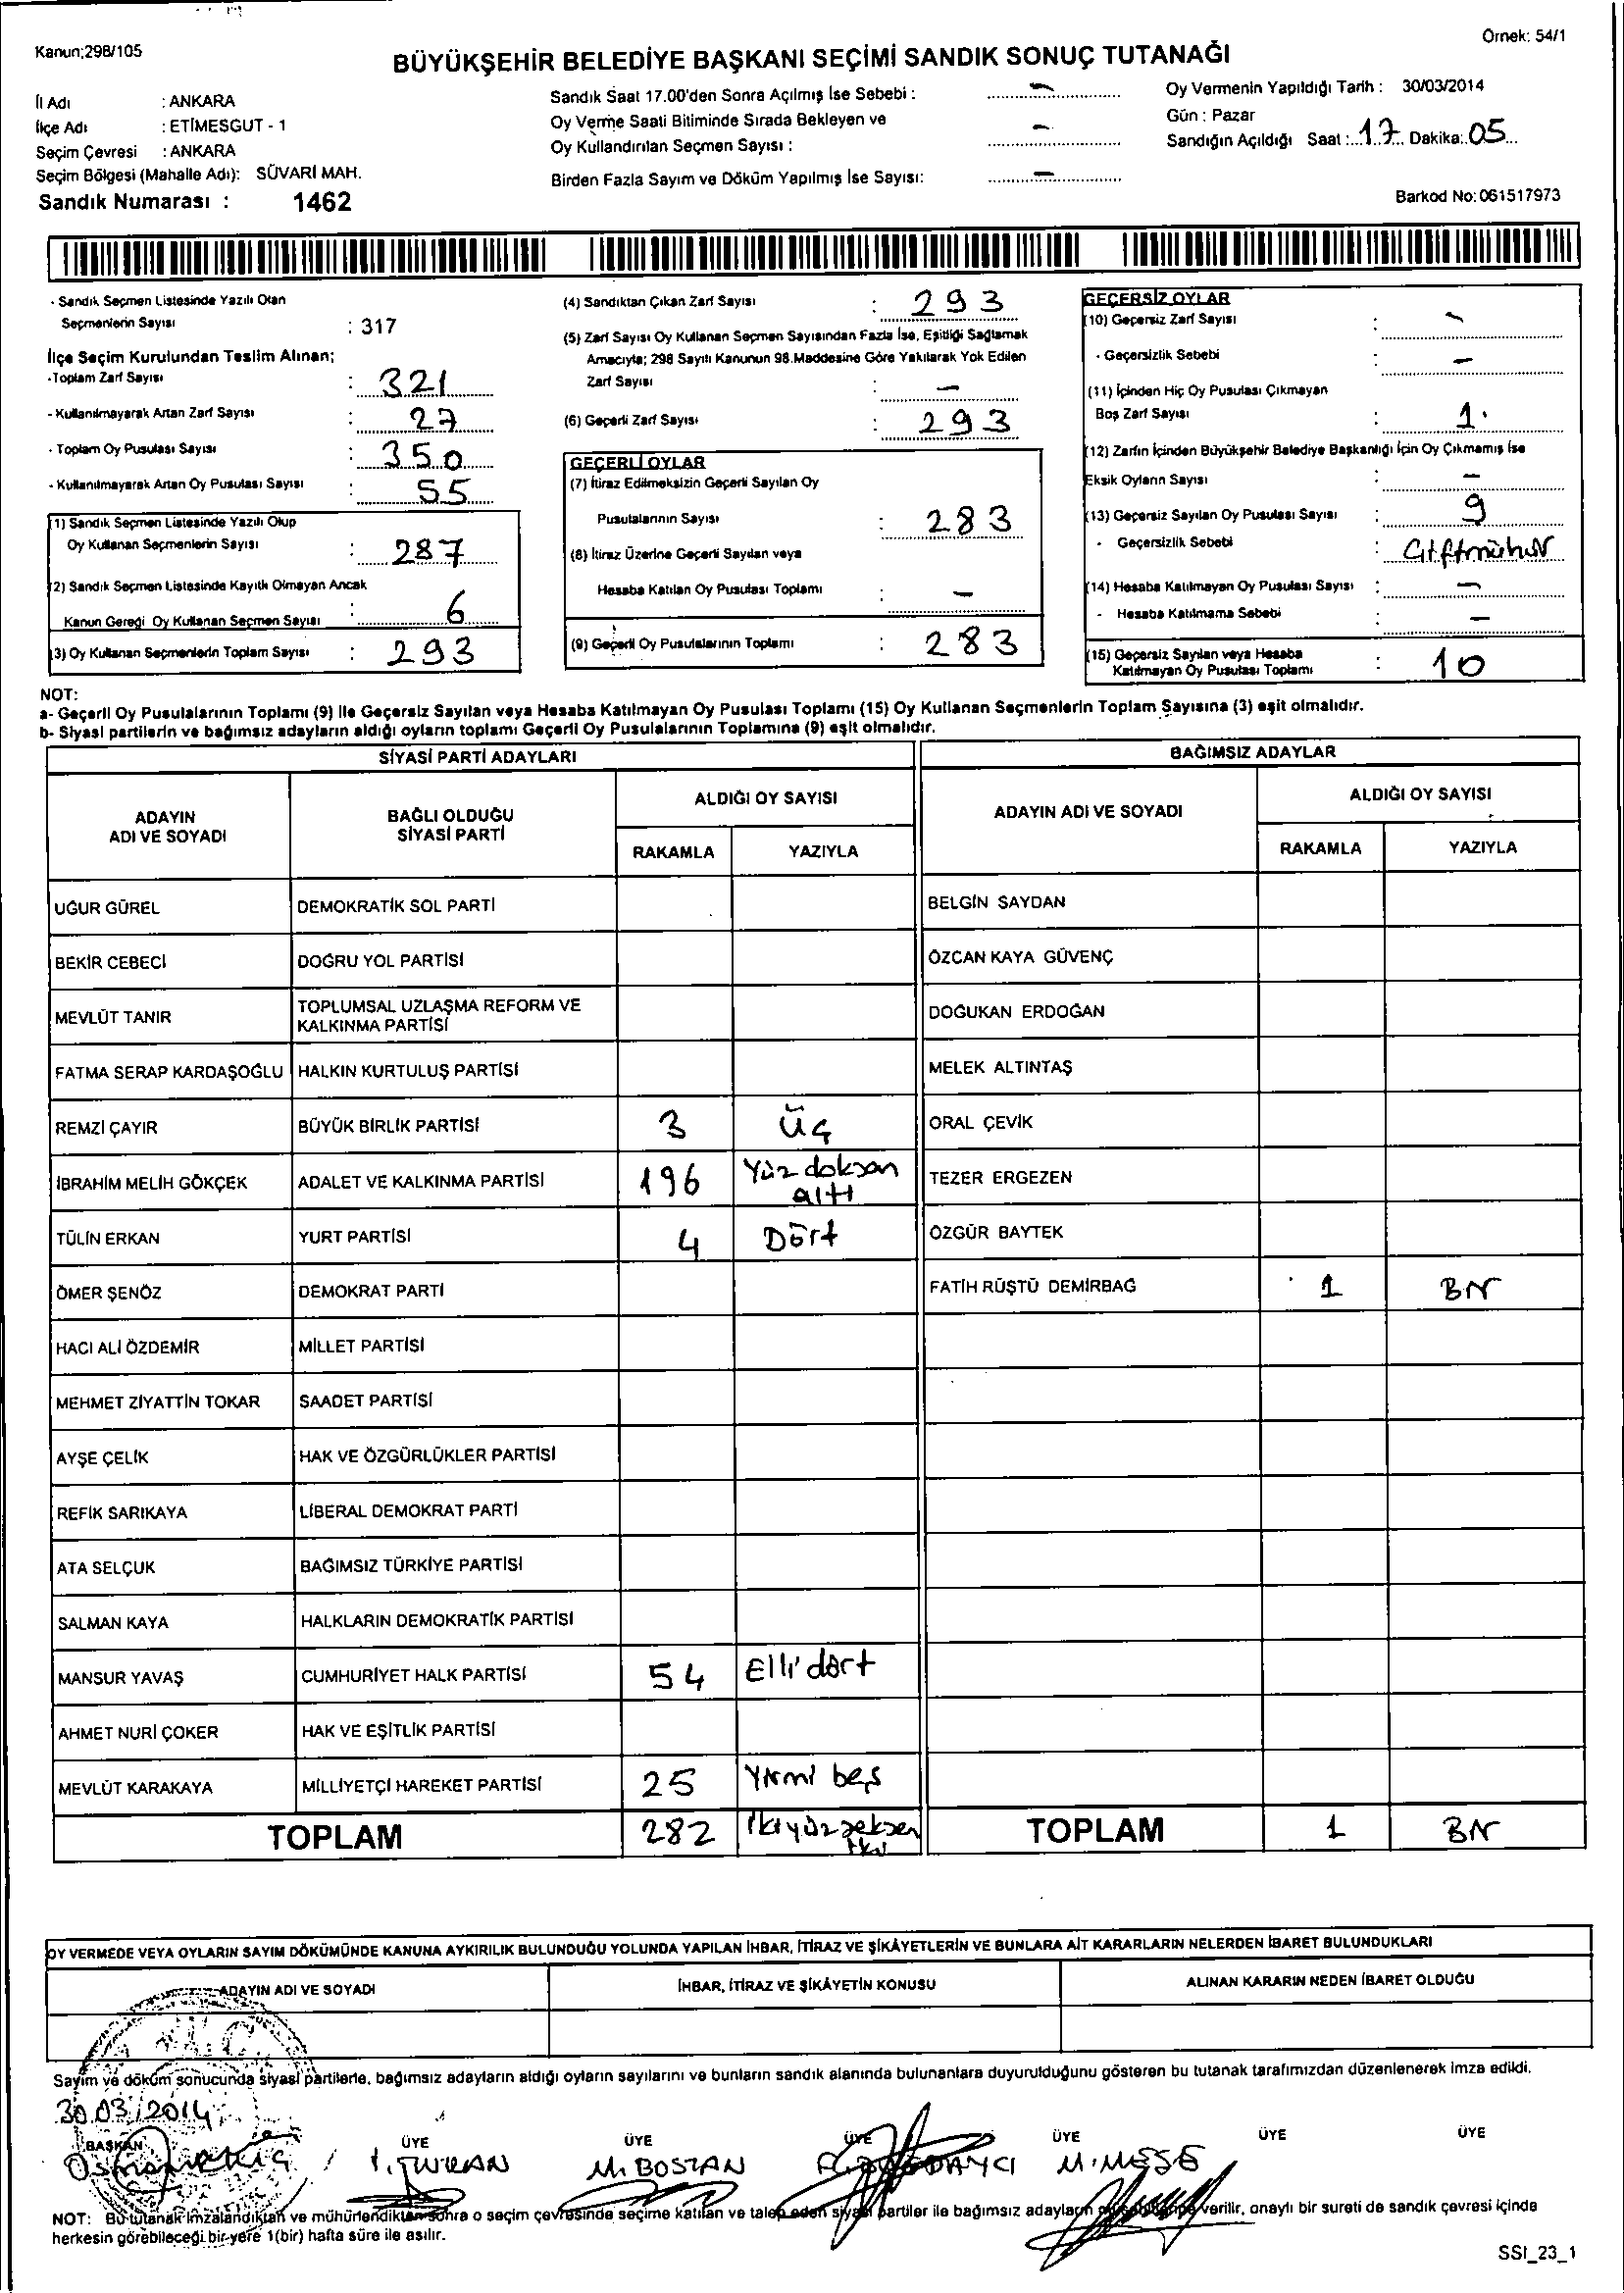 Kanun;298/105
Örnek: 54/1
BÜYÜKŞEHİR BELEDİYE BAŞKANI SEÇİMİ SANDIK SONUÇ TUTANAĞI
İl Adı : ANKARA
İlçe Adı : ETİMESGUT - 1
Seçim Çevresi : ANKARA
Seçim Bölgesi (Mahalle Adı): SÜVARİ MAH.
Sandık Numarası : 1462
Sandık Saat 17.00'den Sonra Açılmış İse Sebebi : –
Oy Verme Saati Bitiminde Sırada Bekleyen ve
Oy Kullandırılan Seçmen Sayısı : –
Birden Fazla Sayım ve Döküm Yapılmış İse Sayısı: –
Oy Vermenin Yapıldığı Tarih : 30/03/2014
Gün : Pazar
Sandığın Açıldığı Saat : 17 Dakika: 05
Barkod No: 061517973
- Sandık Seçmen Listesinde Yazılı Olan
Seçmenlerin Sayısı : 317
İlçe Seçim Kurulundan Teslim Alınan;
-Toplam Zarf Sayısı : 321
- Kullanılmayarak Artan Zarf Sayısı : 27
- Toplam Oy Pusulası Sayısı : 350
- Kullanılmayarak Artan Oy Pusulası Sayısı : 55
(1) Sandık Seçmen Listesinde Yazılı Olup
Oy Kullanan Seçmenlerin Sayısı : 287
(2) Sandık Seçmen Listesinde Kayıtlı Olmayan Ancak
Kanun Gereği Oy Kullanan Seçmen Sayısı : 6
(3) Oy Kullanan Seçmenlerin Toplam Sayısı : 293
(4) Sandıktan Çıkan Zarf Sayısı : 293
(5) Zarf Sayısı Oy Kullanan Seçmen Sayısından Fazla İse, Eşitliği Sağlamak
Amacıyla; 298 Sayılı Kanunun 98.Maddesine Göre Yakılarak Yok Edilen
Zarf Sayısı : –
(6) Geçerli Zarf Sayısı : 293
GEÇERLİ OYLAR
(7) İtiraz Edilmeksizin Geçerli Sayılan Oy
Pusulalarının Sayısı : 283
(8) İtiraz Üzerine Geçerli Sayılan veya
Hesaba Katılan Oy Pusulası Toplamı : –
(9) Geçerli Oy Pusulalarının Toplamı : 283
GEÇERSİZ OYLAR
(10) Geçersiz Zarf Sayısı : –
- Geçersizlik Sebebi : –
(11) İçinden Hiç Oy Pusulası Çıkmayan
Boş Zarf Sayısı : 1
(12) Zarfın İçinden Büyükşehir Belediye Başkanlığı İçin Oy Çıkmamış İse
Eksik Oyların Sayısı : –
(13) Geçersiz Sayılan Oy Pusulası Sayısı : 9
- Geçersizlik Sebebi : Çiftmühür
(14) Hesaba Katılmayan Oy Pusulası Sayısı : –
- Hesaba Katılmama Sebebi : –
(15) Geçersiz Sayılan veya Hesaba
Katılmayan Oy Pusulası Toplamı : 10
NOT:
a- Geçerli Oy Pusulalarının Toplamı (9) ile Geçersiz Sayılan veya Hesaba Katılmayan Oy Pusulası Toplamı (15) Oy Kullanan Seçmenlerin Toplam Sayısına (3) eşit olmalıdır.
b- Siyasi partilerin ve bağımsız adayların aldığı oyların toplamı Geçerli Oy Pusulalarının Toplamına (9) eşit olmalıdır.
SİYASİ PARTİ ADAYLARI BAĞIMSIZ ADAYLAR
ADAYIN ADI VE SOYADI BAĞLI OLDUĞU SİYASİ PARTİ ALDIĞI OY SAYISI ADAYIN ADI VE SOYADI ALDIĞI OY SAYISI
RAKAMLA YAZIYLA RAKAMLA YAZIYLA
UĞUR GÜREL DEMOKRATİK SOL PARTİ BELGİN SAYDAN
BEKİR CEBECİ DOĞRU YOL PARTİSİ ÖZCAN KAYA GÜVENÇ
MEVLÜT TANIR TOPLUMSAL UZLAŞMA REFORM VE KALKINMA PARTİSİ DOĞUKAN ERDOĞAN
FATMA SERAP KARDAŞOĞLU HALKIN KURTULUŞ PARTİSİ MELEK ALTINTAŞ
REMZİ ÇAYIR BÜYÜK BİRLİK PARTİSİ 3 Üç ORAL ÇEVİK
İBRAHİM MELİH GÖKÇEK ADALET VE KALKINMA PARTİSİ 196 Yüz doksan altı TEZER ERGEZEN
TÜLİN ERKAN YURT PARTİSİ 4 Dört ÖZGÜR BAYTEK
ÖMER ŞENÖZ DEMOKRAT PARTİ FATİH RÜŞTÜ DEMİRBAĞ 1 Bir
HACI ALİ ÖZDEMİR MİLLET PARTİSİ
MEHMET ZİYATTİN TOKAR SAADET PARTİSİ
AYŞE ÇELİK HAK VE ÖZGÜRLÜKLER PARTİSİ
REFİK SARIKAYA LİBERAL DEMOKRAT PARTİ
ATA SELÇUK BAĞIMSIZ TÜRKİYE PARTİSİ
SALMAN KAYA HALKLARIN DEMOKRATİK PARTİSİ
MANSUR YAVAŞ CUMHURİYET HALK PARTİSİ 54 Elli dört
AHMET NURİ ÇOKER HAK VE EŞİTLİK PARTİSİ
MEVLÜT KARAKAYA MİLLİYETÇİ HAREKET PARTİSİ 25 Yirmi beş
TOPLAM 282 ikiyüzseksen iki TOPLAM 1 Bir
OY VERMEDE VEYA OYLARIN SAYIM DÖKÜMÜNDE KANUNA AYKIRILIK BULUNDUĞU YOLUNDA YAPILAN İHBAR, İTİRAZ VE ŞİKÂYETLERİN VE BUNLARA AİT KARARLARIN NELERDEN İBARET BULUNDUKLARI
ADAYIN ADI VE SOYADI İHBAR, İTİRAZ VE ŞİKÂYETİN KONUSU ALINAN KARARIN NEDEN İBARET OLDUĞU
Sayım ve döküm sonucunda siyasi partilerle, bağımsız adayların aldığı oyların sayılarını ve bunların sandık alanında bulunanlara duyurulduğunu gösteren bu tutanak tarafımızdan düzenlenerek imza edildi.
30.03/2014
BAŞKAN ÜYE ÜYE ÜYE ÜYE ÜYE ÜYE
M. BOSTAN M. MEŞE
NOT: Bu tutanak imzalandıktan ve mühürlendikten sonra o seçim çevresinde seçime katılan ve talep eden siyasi partiler ile bağımsız adayların verilir, onaylı bir sureti de sandık çevresi içinde
herkesin görebileceği bir yere 1(bir) hafta süre ile asılır.
SSI_23_1